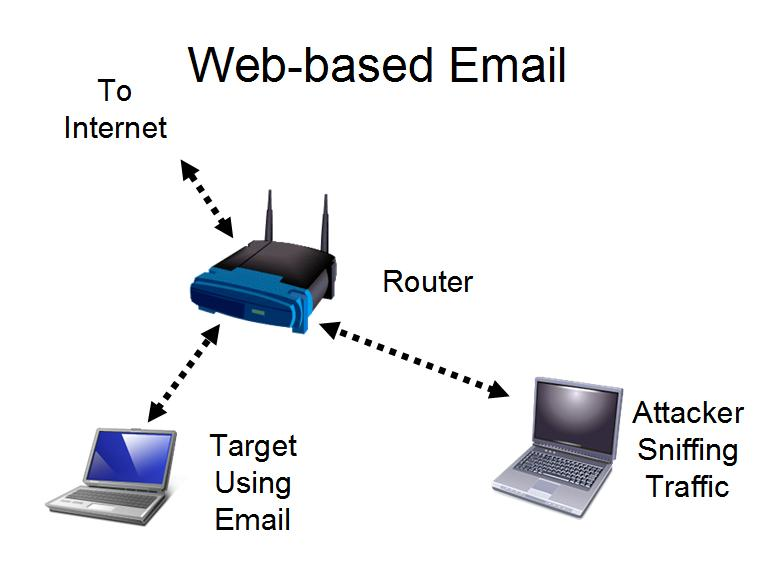 Web-based Email
To
Internet
Router
Target
Using
Email
Attacker
Sniffing
Traffic